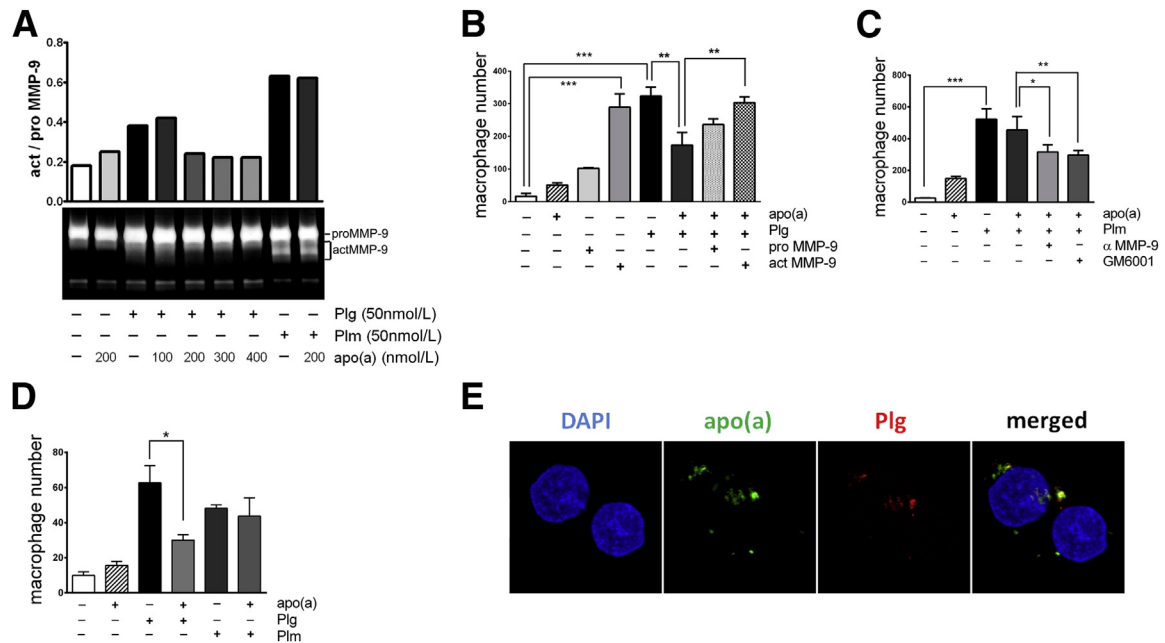 A
act / pro MMP-9
0.8
0.6
0.4
0.2
0.0
proMMP-9
actMMP-9
– – + + + + + – – Plg (50nmol/L)
– – – – – – – + + Plm (50nmol/L)
– 200 – 100 200 300 400 – 200 apo(a) (nmol/L)
B
macrophage number
400
300
200
100
0
***
***
**
**
– + – – – + + + apo(a)
– – – – + + + + Plg
– – + – – – + – pro MMP-9
– – – + – – – + act MMP-9
C
macrophage number
800
600
400
200
0
***
**
*
– + – + + + apo(a)
– – + + + + Plm
– – – – + – α MMP-9
– – – – – + GM6001
D
macrophage number
80
60
40
20
0
*
– + – + – + apo(a)
– – + + – – Plg
– – – – + + Plm
E
DAPI apo(a) Plg merged